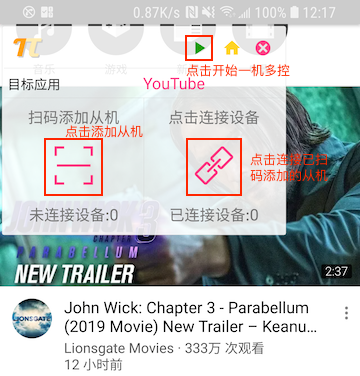 0.87K/s 12:17
音乐 游戏
π
点击开始一机多控
目标应用 YouTube
扫码添加从机 点击连接设备
点击添加从机
点击连接已扫
码添加的从机
未连接设备:0 已连接设备:0
JOHN WICK
CHAPTER 3
PARABELLUM
NEW TRAILER
2:37
LIONSGATE
John Wick: Chapter 3 - Parabellum
(2019 Movie) New Trailer – Keanu...
Lionsgate Movies · 333万 次观看
12 小时前